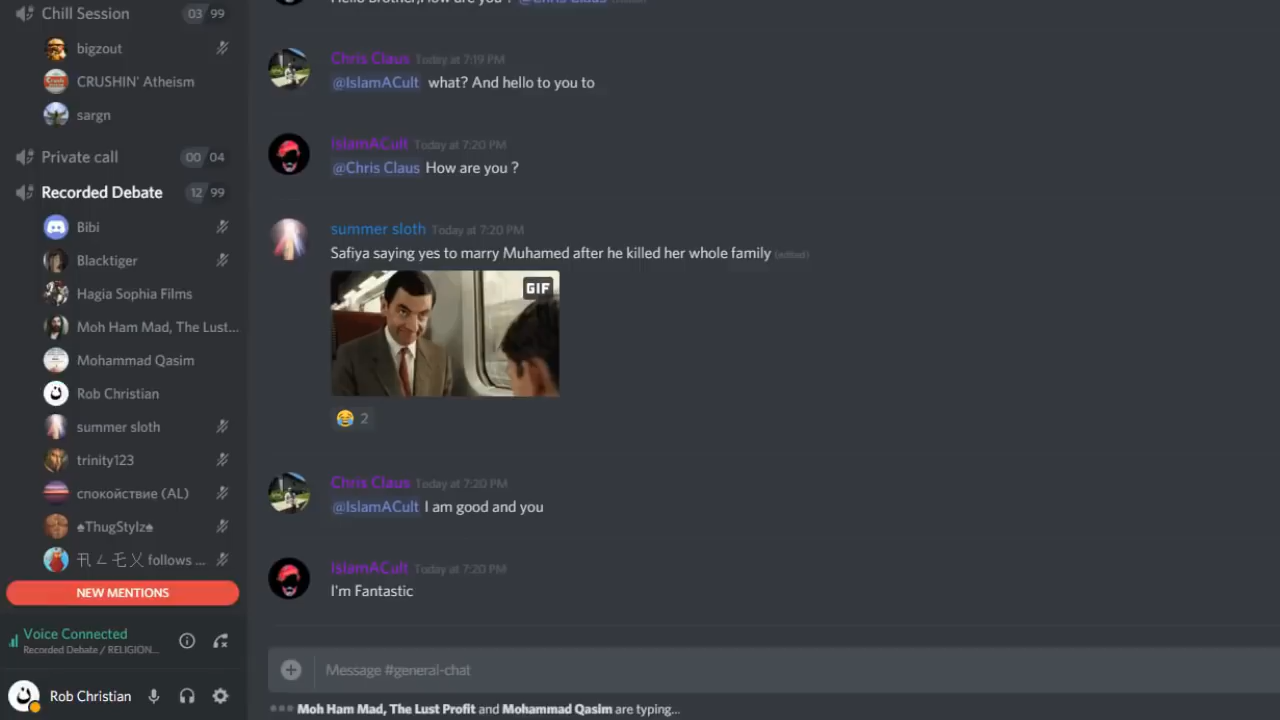 Chill Session 03 99
bigzout
CRUSHIN' Atheism
sargn
Private call 00 04
Recorded Debate 12 99
Bibi
Blacktiger
Hagia Sophia Films
Moh Ham Mad, The Lust...
Mohammad Qasim
Rob Christian
summer sloth
trinity123
спокойствие (AL)
♠ThugStylz♠
卂ㄥ乇乂 follows ...
NEW MENTIONS
Voice Connected
Recorded Debate / RELIGION...
Rob Christian
Hello brother,How are you ? @Chris Claus (edited)
Chris Claus Today at 7:19 PM
@IslamACult what? And hello to you to
IslamACult Today at 7:20 PM
@Chris Claus How are you ?
summer sloth Today at 7:20 PM
Safiya saying yes to marry Muhamed after he killed her whole family (edited)
GIF
😂 2
Chris Claus Today at 7:20 PM
@IslamACult I am good and you
IslamACult Today at 7:20 PM
I'm Fantastic
Message #general-chat
Moh Ham Mad, The Lust Profit and Mohammad Qasim are typing...